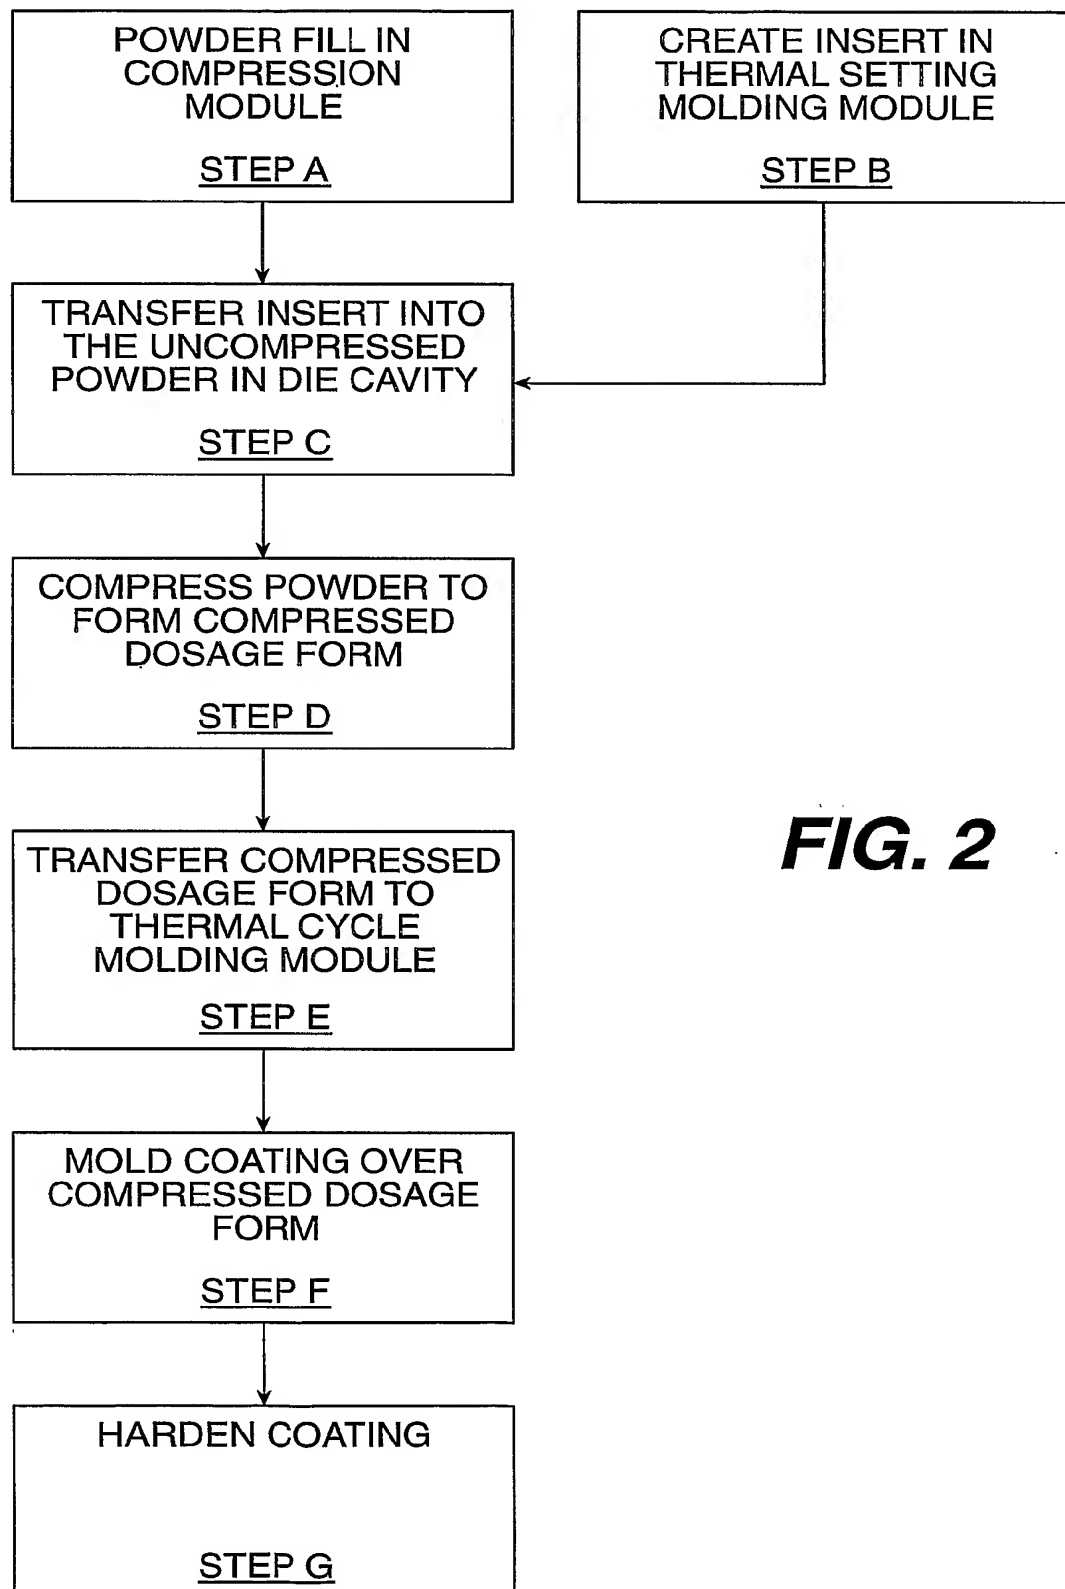 POWDER FILL IN
COMPRESSION
MODULE
STEP A
CREATE INSERT IN
THERMAL SETTING
MOLDING MODULE
STEP B
TRANSFER INSERT INTO
THE UNCOMPRESSED
POWDER IN DIE CAVITY
STEP C
COMPRESS POWDER TO
FORM COMPRESSED
DOSAGE FORM
STEP D
TRANSFER COMPRESSED
DOSAGE FORM TO
THERMAL CYCLE
MOLDING MODULE
STEP E
FIG. 2
MOLD COATING OVER
COMPRESSED DOSAGE
FORM
STEP F
HARDEN COATING
STEP G